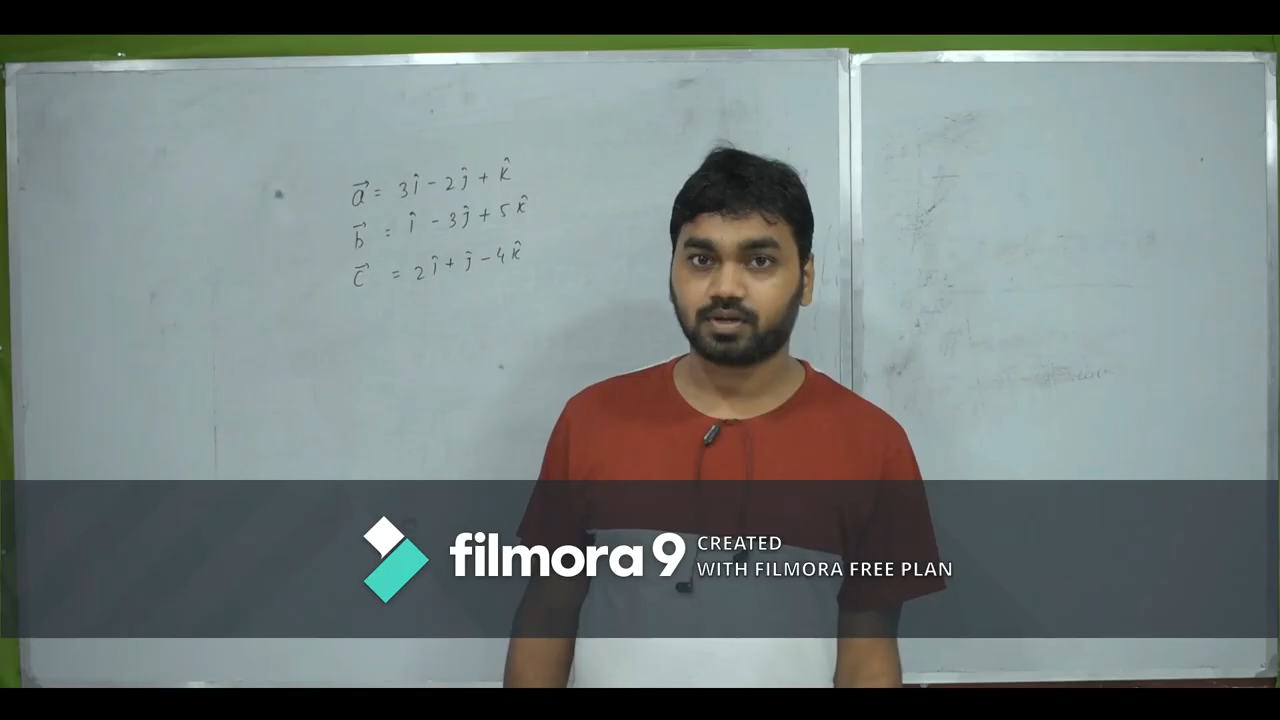 a⃗ = 3î - 2ĵ + k̂
b⃗ = î - 3ĵ + 5k̂
c⃗ = 2î + ĵ - 4k̂
filmora 9 CREATED
WITH FILMORA FREE PLAN